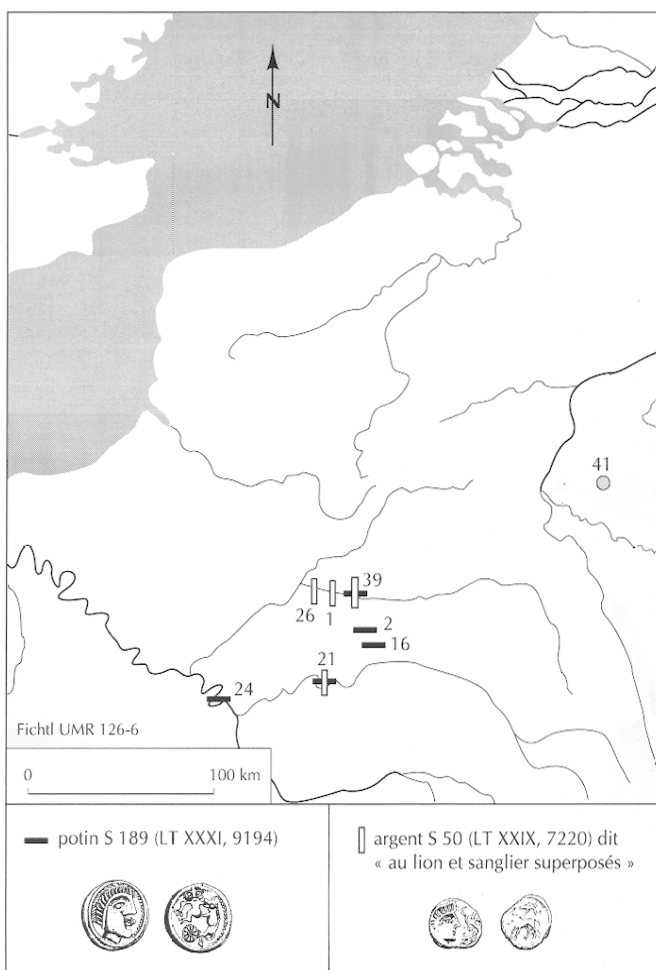 N
41
39
26
1
2
16
21
24
Fichtl UMR 126-6
0 100 km
potin S 189 (LT XXXI, 9194)
argent S 50 (LT XXIX, 7220) dit
« au lion et sanglier superposés »